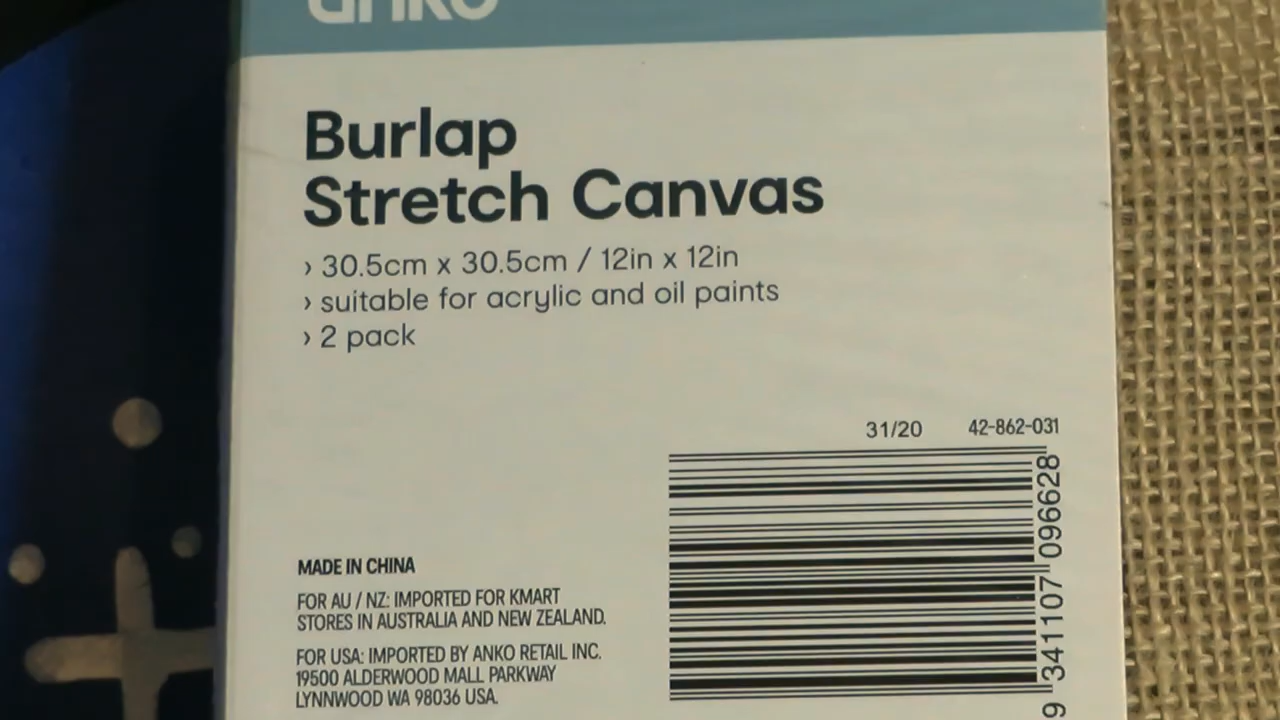 anko
Burlap
Stretch Canvas
› 30.5cm x 30.5cm / 12in x 12in
› suitable for acrylic and oil paints
› 2 pack
31/20 42-862-031
9 341107 096628
MADE IN CHINA
FOR AU / NZ: IMPORTED FOR KMART
STORES IN AUSTRALIA AND NEW ZEALAND.
FOR USA: IMPORTED BY ANKO RETAIL INC.
19500 ALDERWOOD MALL PARKWAY
LYNNWOOD WA 98036 USA.